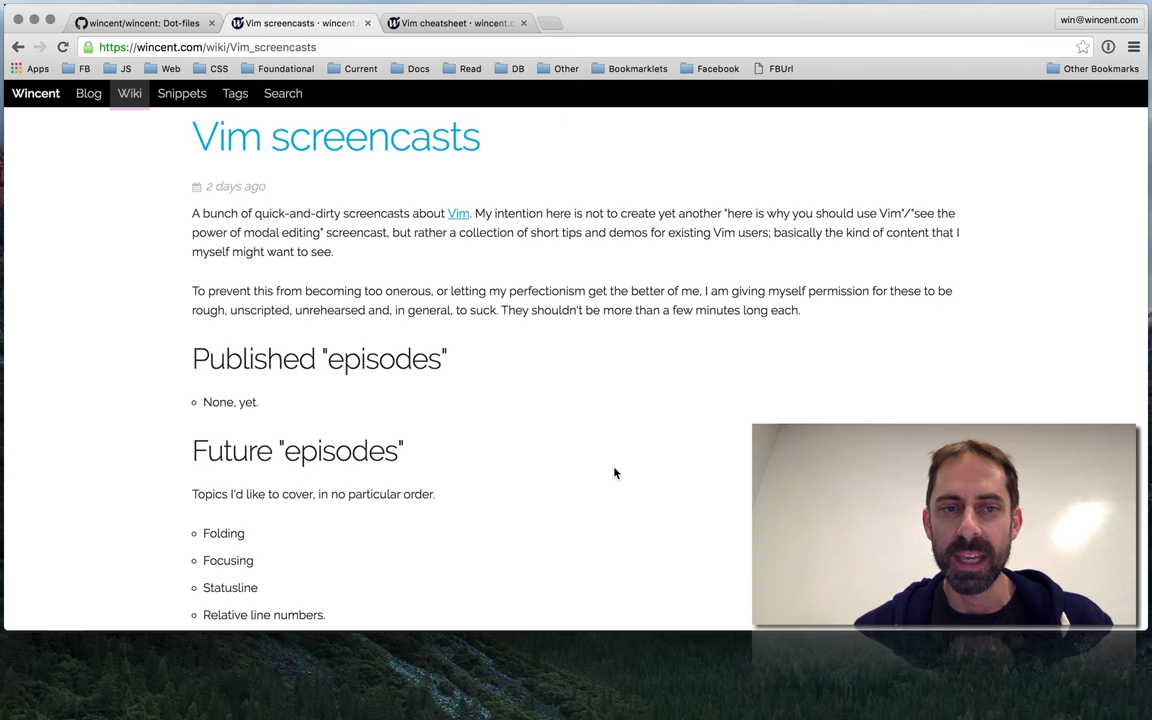 wincent/wincent: Dot-files
Vim screencasts · wincent.
Vim cheatsheet · wincent.c
win@wincent.com
https://wincent.com/wiki/Vim_screencasts
Apps FB JS Web CSS Foundational Current Docs Read DB Other Bookmarklets Facebook FBUrl Other Bookmarks
Wincent Blog Wiki Snippets Tags Search
Vim screencasts
2 days ago
A bunch of quick-and-dirty screencasts about Vim. My intention here is not to create yet another "here is why you should use Vim"/"see the
power of modal editing" screencast, but rather a collection of short tips and demos for existing Vim users; basically the kind of content that I
myself might want to see.
To prevent this from becoming too onerous, or letting my perfectionism get the better of me, I am giving myself permission for these to be
rough, unscripted, unrehearsed and, in general, to suck. They shouldn't be more than a few minutes long each.
Published "episodes"
None, yet.
Future "episodes"
Topics I'd like to cover, in no particular order.
Folding
Focusing
Statusline
Relative line numbers.